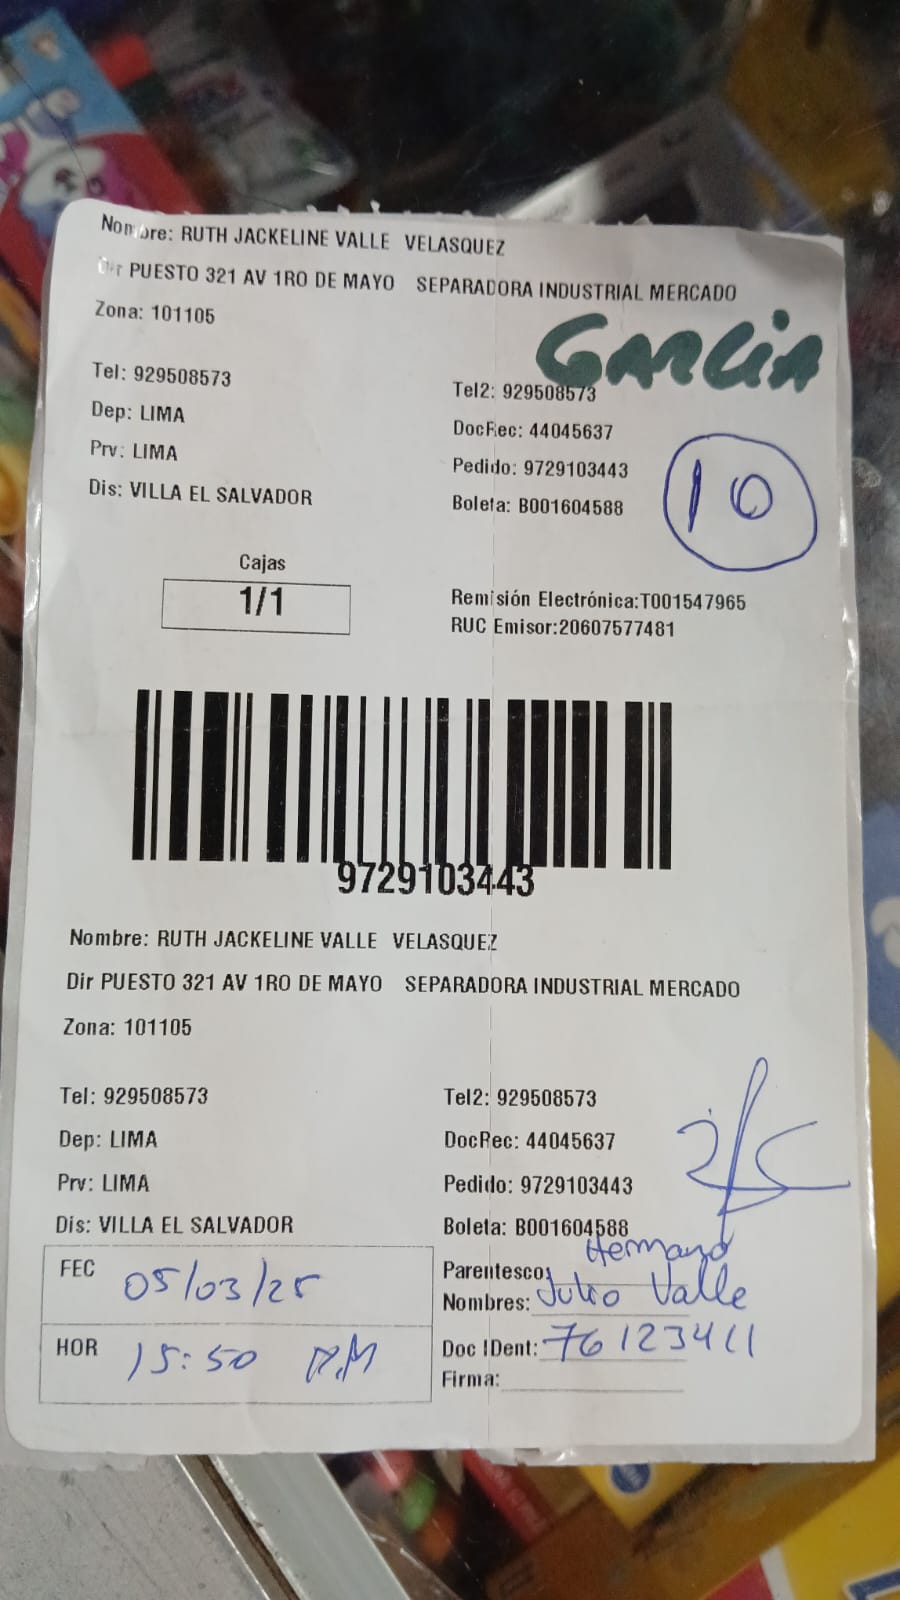 Nombre: RUTH JACKELINE VALLE VELASQUEZ
Dir PUESTO 321 AV 1RO DE MAYO SEPARADORA INDUSTRIAL MERCADO
Zona: 101105
GARCIA
Tel: 929508573 Tel2: 929508573
Dep: LIMA DocRec: 44045637
Prv: LIMA Pedido: 9729103443
Dis: VILLA EL SALVADOR Boleta: B001604588
10
Cajas
1/1
Remisión Electrónica:T001547965
RUC Emisor:20607577481
9729103443
Nombre: RUTH JACKELINE VALLE VELASQUEZ
Dir PUESTO 321 AV 1RO DE MAYO SEPARADORA INDUSTRIAL MERCADO
Zona: 101105
Tel: 929508573 Tel2: 929508573
Dep: LIMA DocRec: 44045637
Prv: LIMA Pedido: 9729103443
Dis: VILLA EL SALVADOR Boleta: B001604588
FEC 05/03/25
HOR 15:50 P.M
Parentesco: Hermano
Nombres: Julio Valle
Doc IDent: 76123411
Firma: